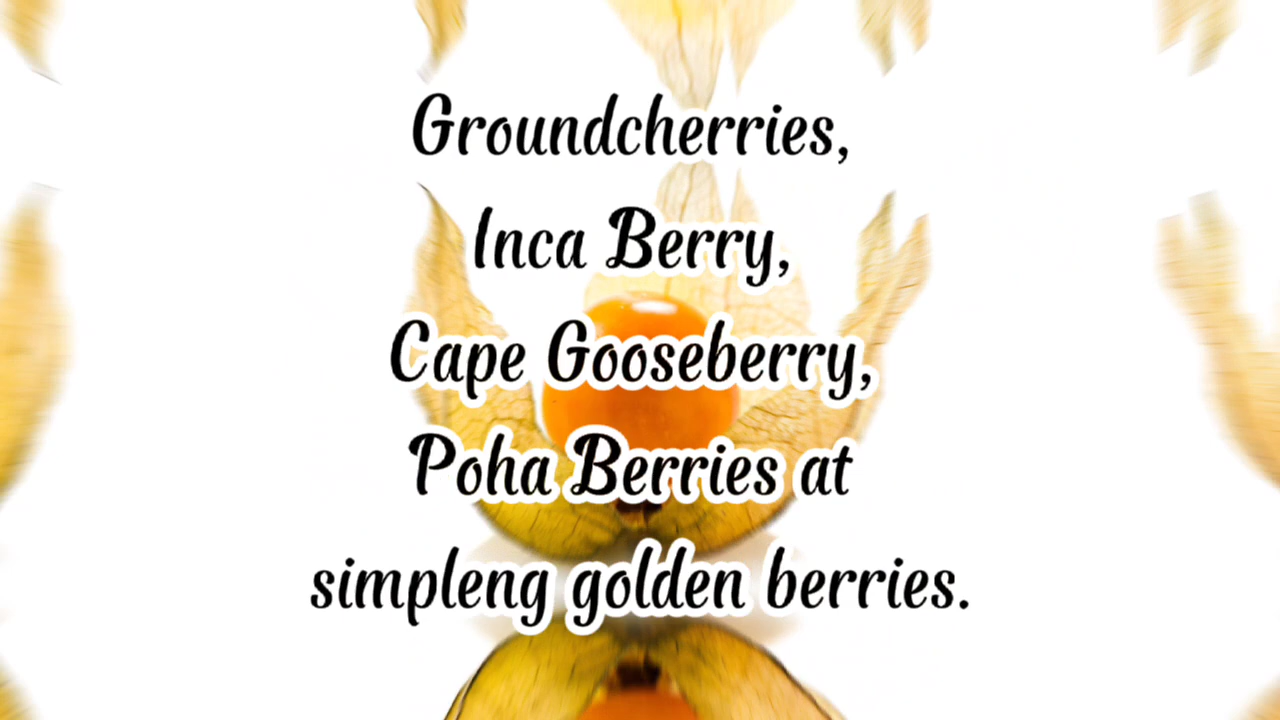 Groundcherries,
Inca Berry,
Cape Gooseberry,
Poha Berries at
simpleng golden berries.